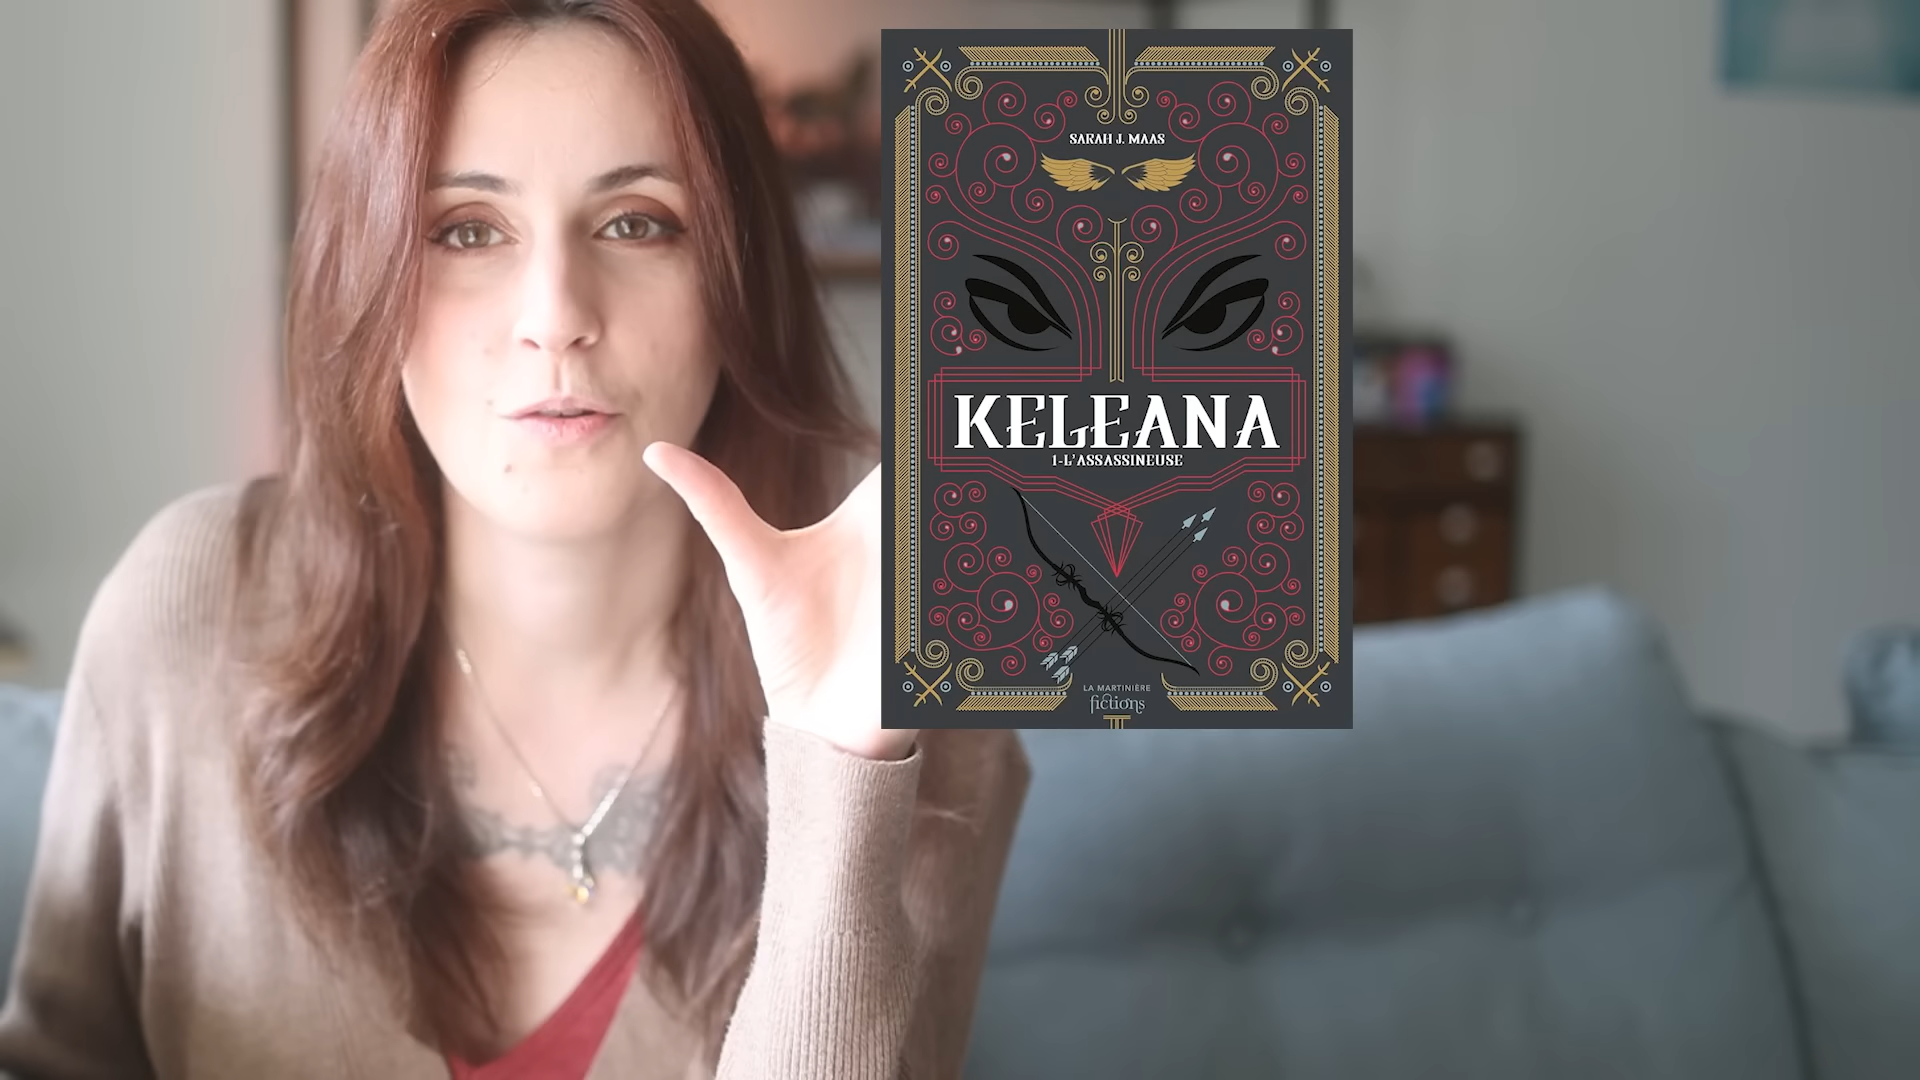 SARAH J. MAAS
KELEANA
1-L'ASSASSINEUSE
LA MARTINIÈRE
fictions